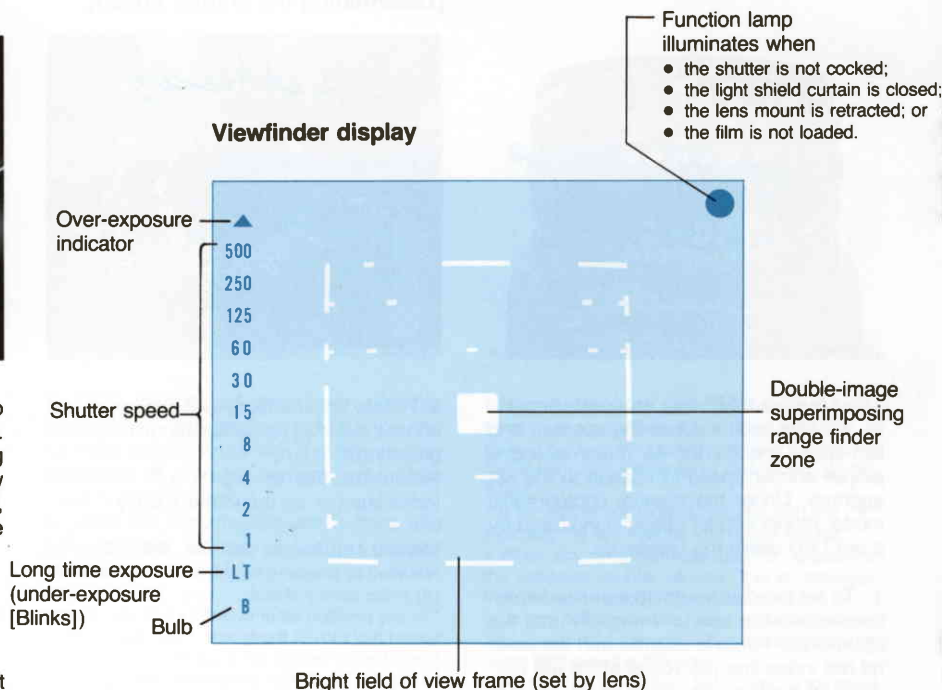 Function lamp
illuminates when
● the shutter is not cocked;
● the light shield curtain is closed;
● the lens mount is retracted; or
● the film is not loaded.
Viewfinder display
Over-exposure
indicator
500
250
125
60
30
15
8
4
2
1
LT
B
Shutter speed
Long time exposure
(under-exposure
[Blinks])
Bulb
Double-image
superimposing
range finder
zone
Bright field of view frame (set by lens)